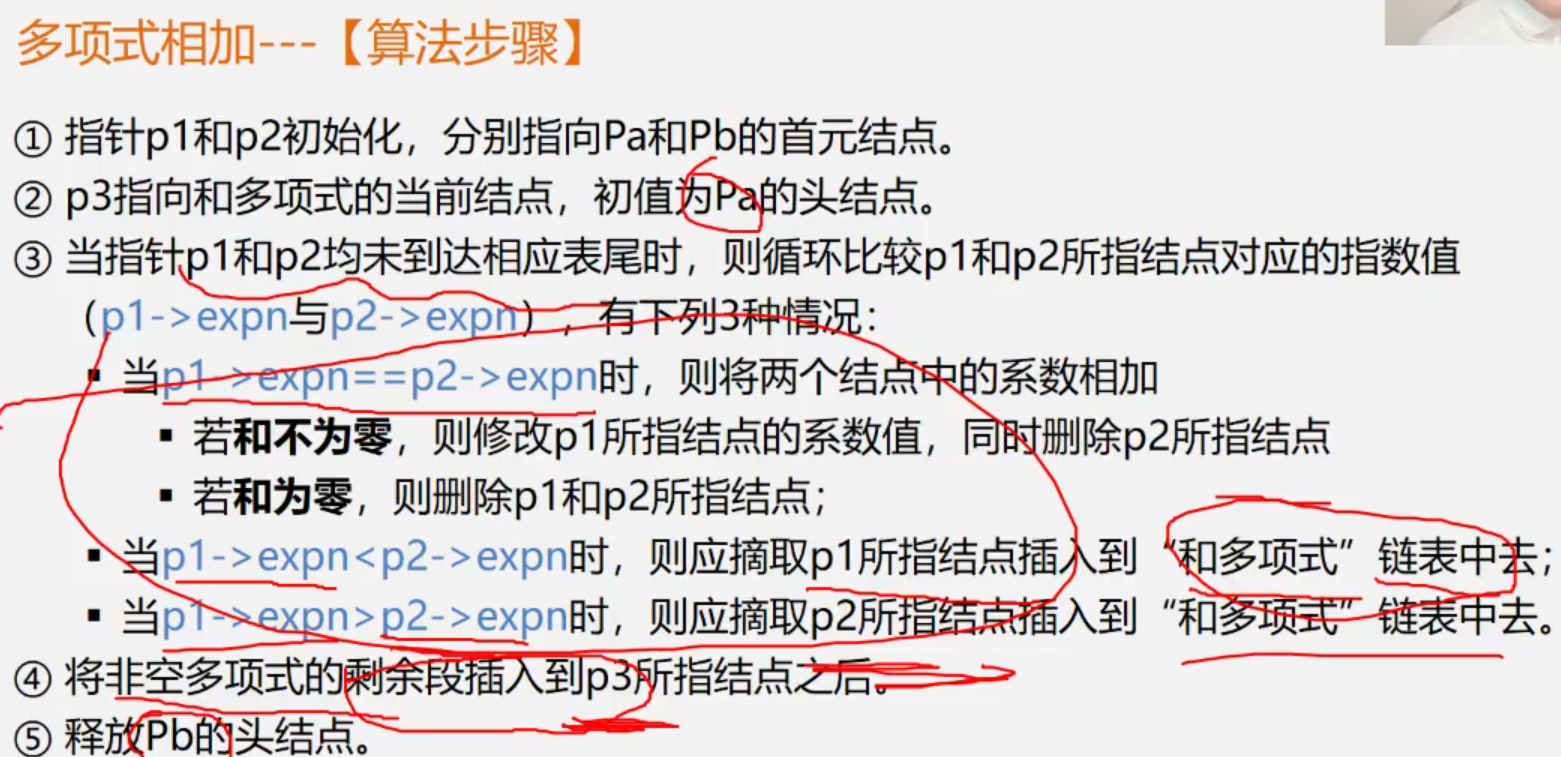 多项式相加---【算法步骤】
① 指针p1和p2初始化，分别指向Pa和Pb的首元结点。
② p3指向和多项式的当前结点，初值为Pa的头结点。
③ 当指针p1和p2均未到达相应表尾时，则循环比较p1和p2所指结点对应的指数值
（p1->expn与p2->expn），有下列3种情况：
▪ 当p1->expn==p2->expn时，则将两个结点中的系数相加
▪ 若和不为零，则修改p1所指结点的系数值，同时删除p2所指结点
▪ 若和为零，则删除p1和p2所指结点；
▪ 当p1->expn<p2->expn时，则应摘取p1所指结点插入到“和多项式”链表中去；
▪ 当p1->expn>p2->expn时，则应摘取p2所指结点插入到“和多项式”链表中去。
④ 将非空多项式的剩余段插入到p3所指结点之后。
⑤ 释放Pb的头结点。